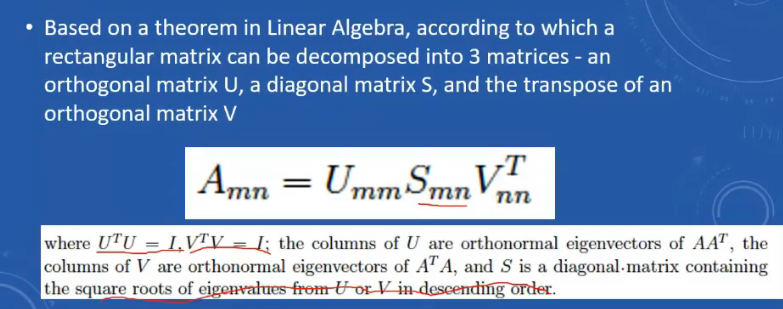 • Based on a theorem in Linear Algebra, according to which a
rectangular matrix can be decomposed into 3 matrices - an
orthogonal matrix U, a diagonal matrix S, and the transpose of an
orthogonal matrix V
A_{mn} = U_{mm}S_{mn}V_{nn}^{T}
where U^{T}U = I, V^{T}V = I; the columns of U are orthonormal eigenvectors of AA^{T}, the
columns of V are orthonormal eigenvectors of A^{T}A, and S is a diagonal matrix containing
the square roots of eigenvalues from U or V in descending order.